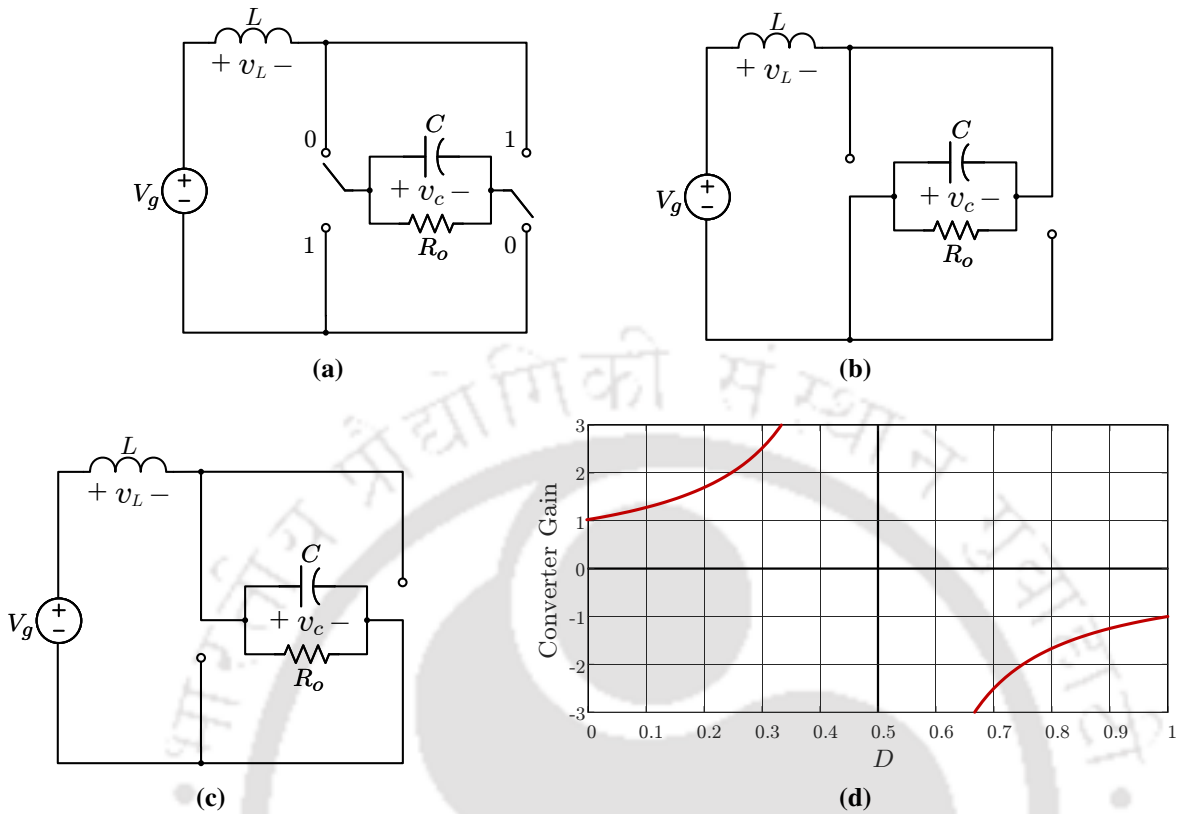 L
+ v_L −
0
1
C
+ v_c −
R_o
1
0
V_g
+
−
(a)
L
+ v_L −
C
+ v_c −
R_o
V_g
+
−
(b)
L
+ v_L −
C
+ v_c −
R_o
V_g
+
−
(c)
Converter Gain
3
2
1
0
-1
-2
-3
0 0.1 0.2 0.3 0.4 0.5 0.6 0.7 0.8 0.9 1
D
(d)